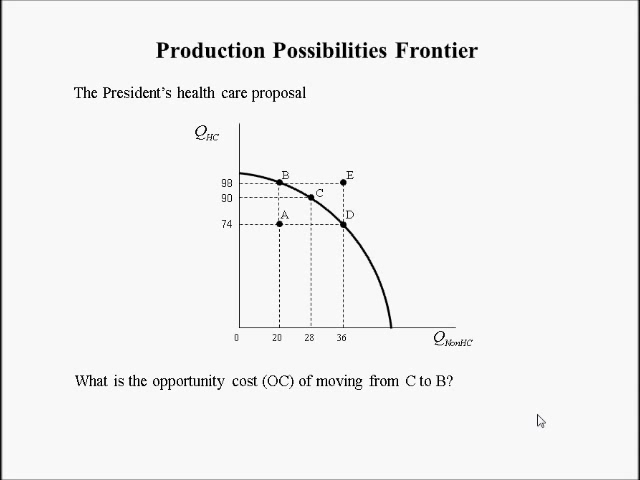 Production Possibilities Frontier
The President's health care proposal
Q_HC
B
E
98
C
90
A
D
74
0 20 28 36
Q_NonHC
What is the opportunity cost (OC) of moving from C to B?